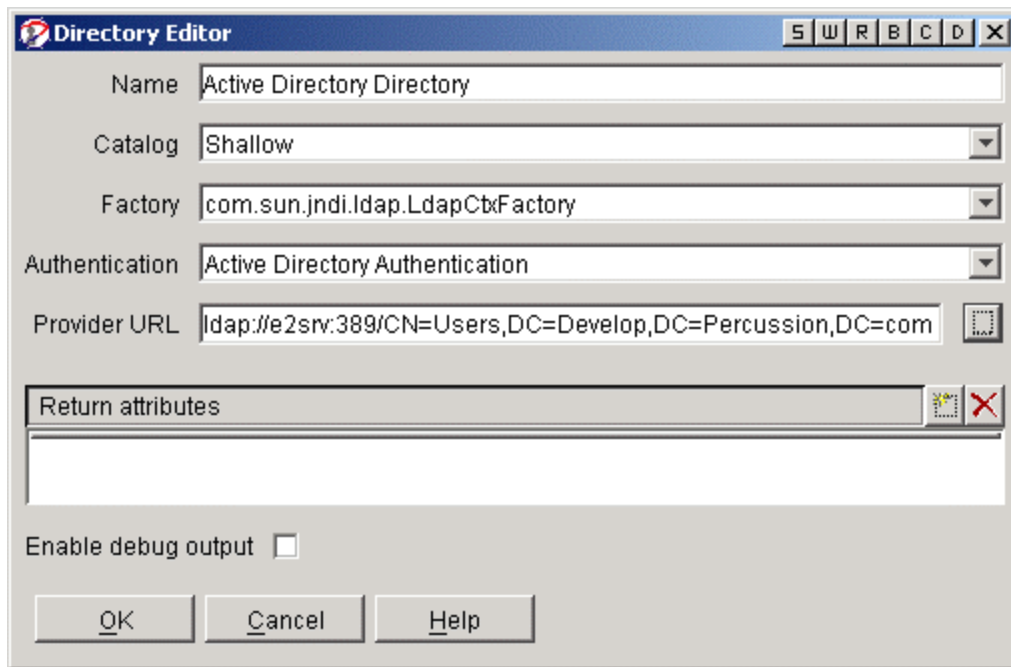 Directory Editor
S W R B C D X
Name Active Directory Directory
Catalog Shallow
Factory com.sun.jndi.ldap.LdapCtxFactory
Authentication Active Directory Authentication
Provider URL ldap://e2srv:389/CN=Users,DC=Develop,DC=Percussion,DC=com
Return attributes
Enable debug output
OK Cancel Help